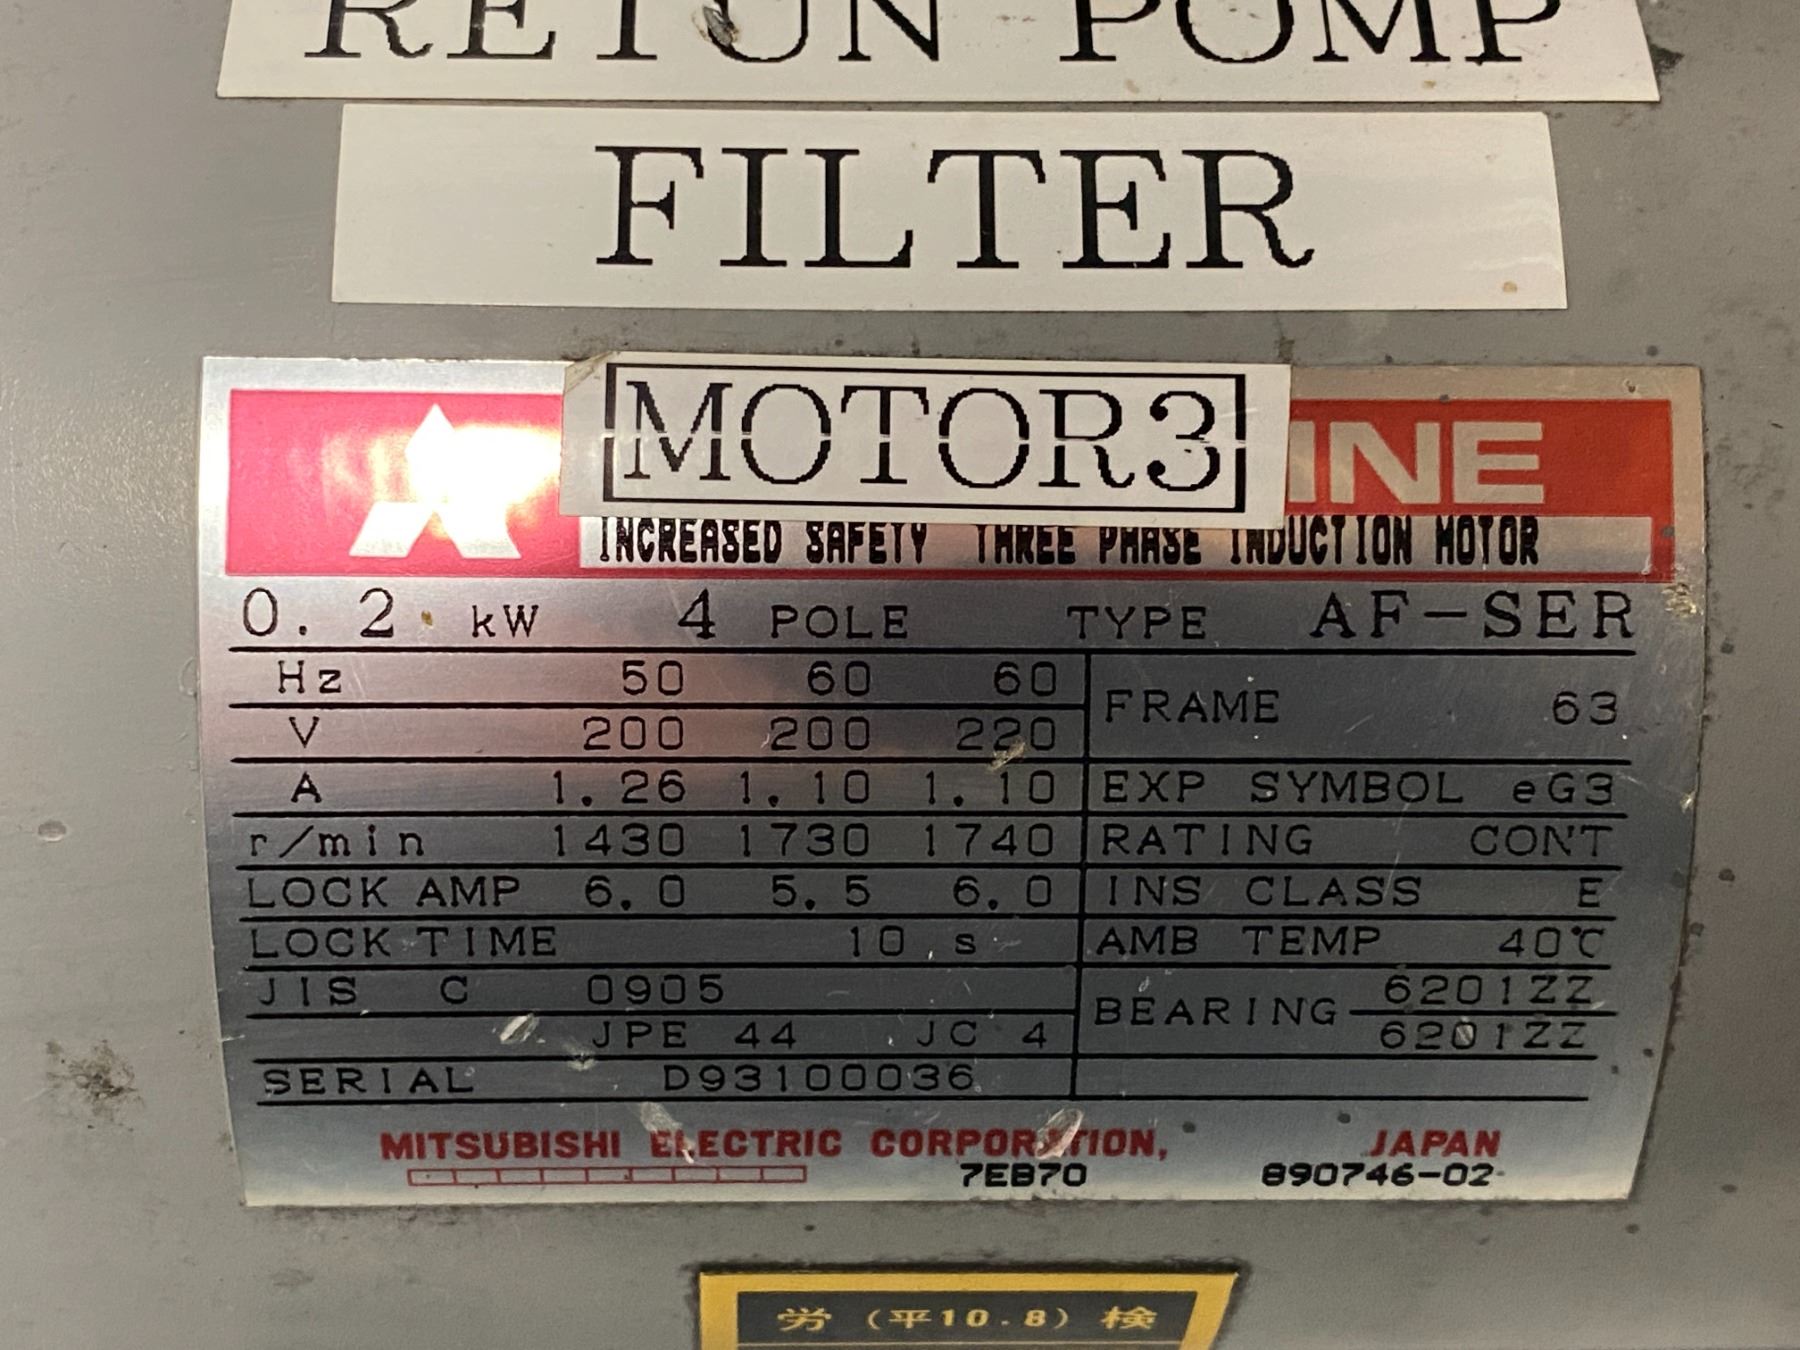 RETUN PUMP
FILTER
MOTOR3
INE
INCREASED SAFETY THREE PHASE INDUCTION MOTOR
0.2 kW 4 POLE TYPE AF-SER
Hz 50 60 60 FRAME 63
V 200 200 220
A 1.26 1.10 1.10 EXP SYMBOL eG3
r/min 1430 1730 1740 RATING CONT
LOCK AMP 6.0 5.5 6.0 INS CLASS E
LOCK TIME 10 s AMB TEMP 40℃
JIS C 0905 BEARING 6201ZZ
JPE 44 JC 4 6201ZZ
SERIAL D93100036
MITSUBISHI ELECTRIC CORPORATION, JAPAN
7EB70 890746-02
労(平10.8)検